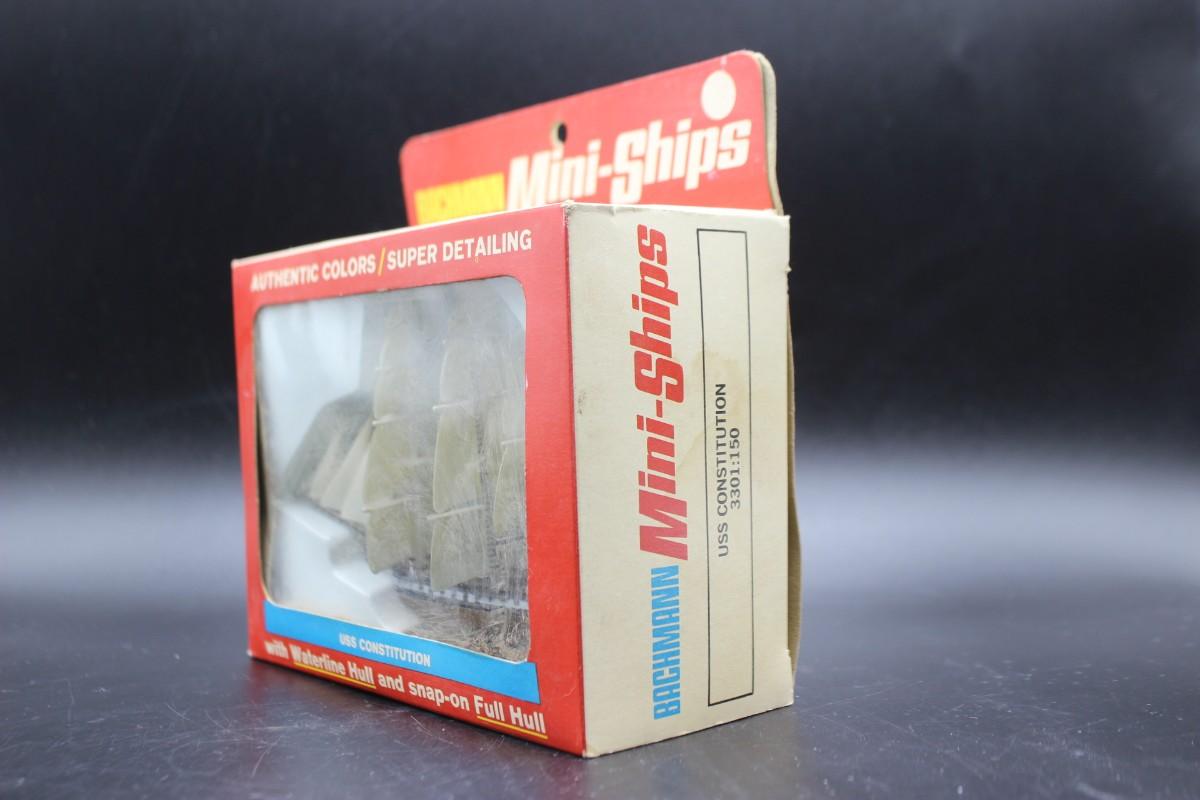 BACHMANN Mini-Ships
AUTHENTIC COLORS/SUPER DETAILING
USS CONSTITUTION
with Waterline Hull and snap-on Full Hull
BACHMANN Mini-Ships
USS CONSTITUTION
3301:150